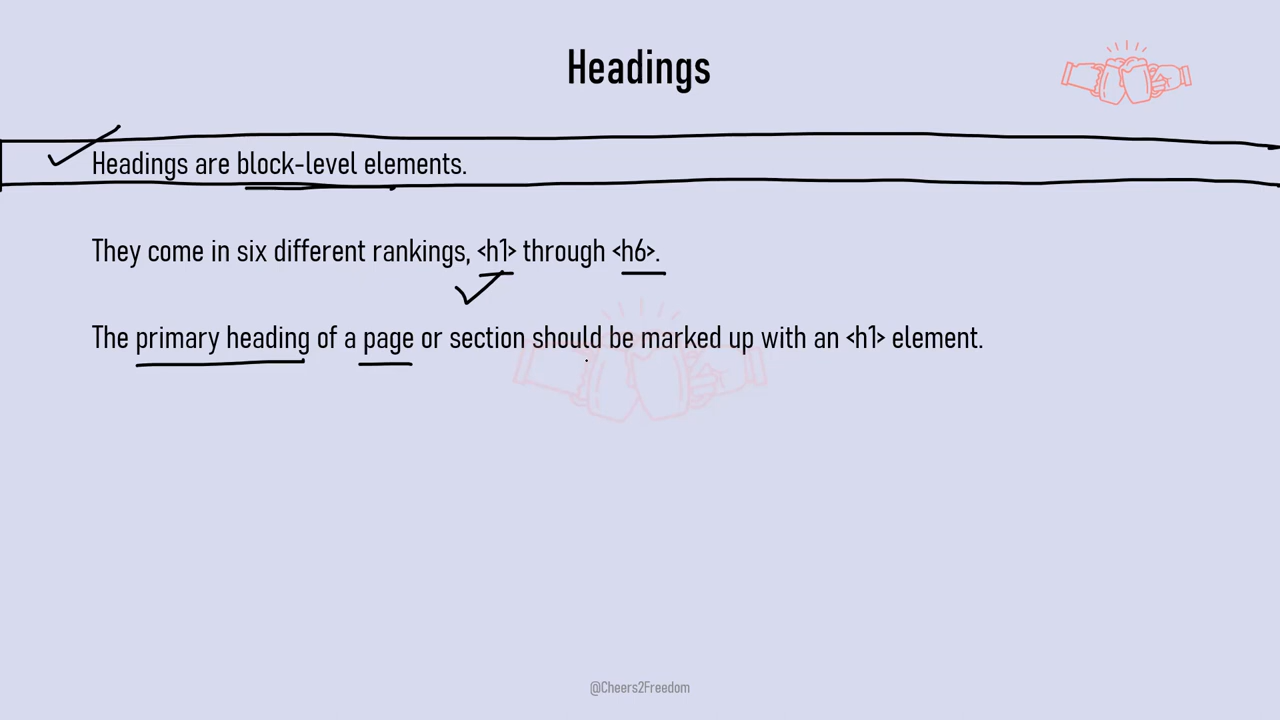 Headings
Headings are block-level elements.
They come in six different rankings, <h1> through <h6>.
The primary heading of a page or section should be marked up with an <h1> element.
@Cheers2Freedom